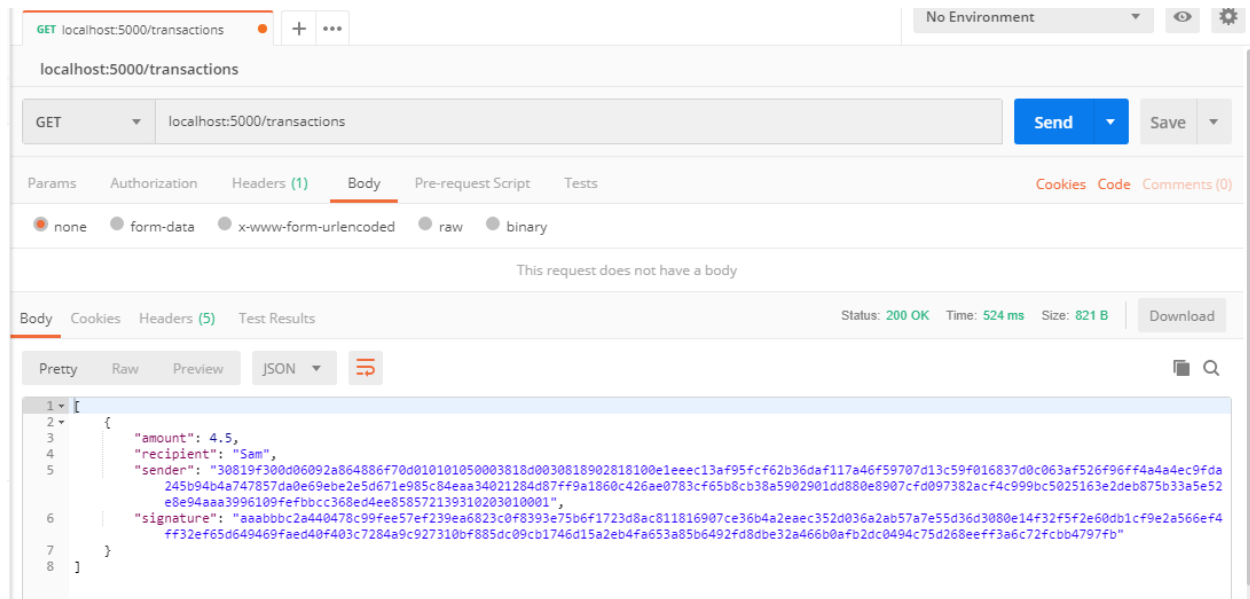 GET localhost:5000/transactions
No Environment
localhost:5000/transactions
GET localhost:5000/transactions Send Save
Params Authorization Headers (1) Body Pre-request Script Tests Cookies Code Comments (0)
none form-data x-www-form-urlencoded raw binary
This request does not have a body
Body Cookies Headers (5) Test Results Status: 200 OK Time: 524 ms Size: 821 B Download
Pretty Raw Preview JSON
1 [
2 {
3 "amount": 4.5,
4 "recipient": "Sam",
5 "sender": "30819f300d06092a864886f70d010101050003818d0030818902818100e1eeec13af95fcf62b36daf117a46f59707d13c59f016837d0c063af526f96ff4a4a4ec9fda
245b94b4a747857da0e69ebe2e5d671e985c84eaa34021284d87ff9a1860c426ae0783cf65b8cb38a5902901dd880e8907cfd097382acf4c999bc5025163e2deb875b33a5e52
e8e94aaa3996109fefbbcc368ed4ee858572139310203010001",
6 "signature": "aaabbbc2a440478c99fee57ef239ea6823c0f8393e75b6f1723d8ac811816907ce36b4a2eaec352d036a2ab57a7e55d36d3080e14f32f5f2e60db1cf9e2a566ef4
ff32ef65d649469faed40f403c7284a9c927310bf885dc09cb1746d15a2eb4fa653a85b6492fd8dbe32a466b0afb2dc0494c75d268eeff3a6c72fcbb4797fb"
7 }
8 ]